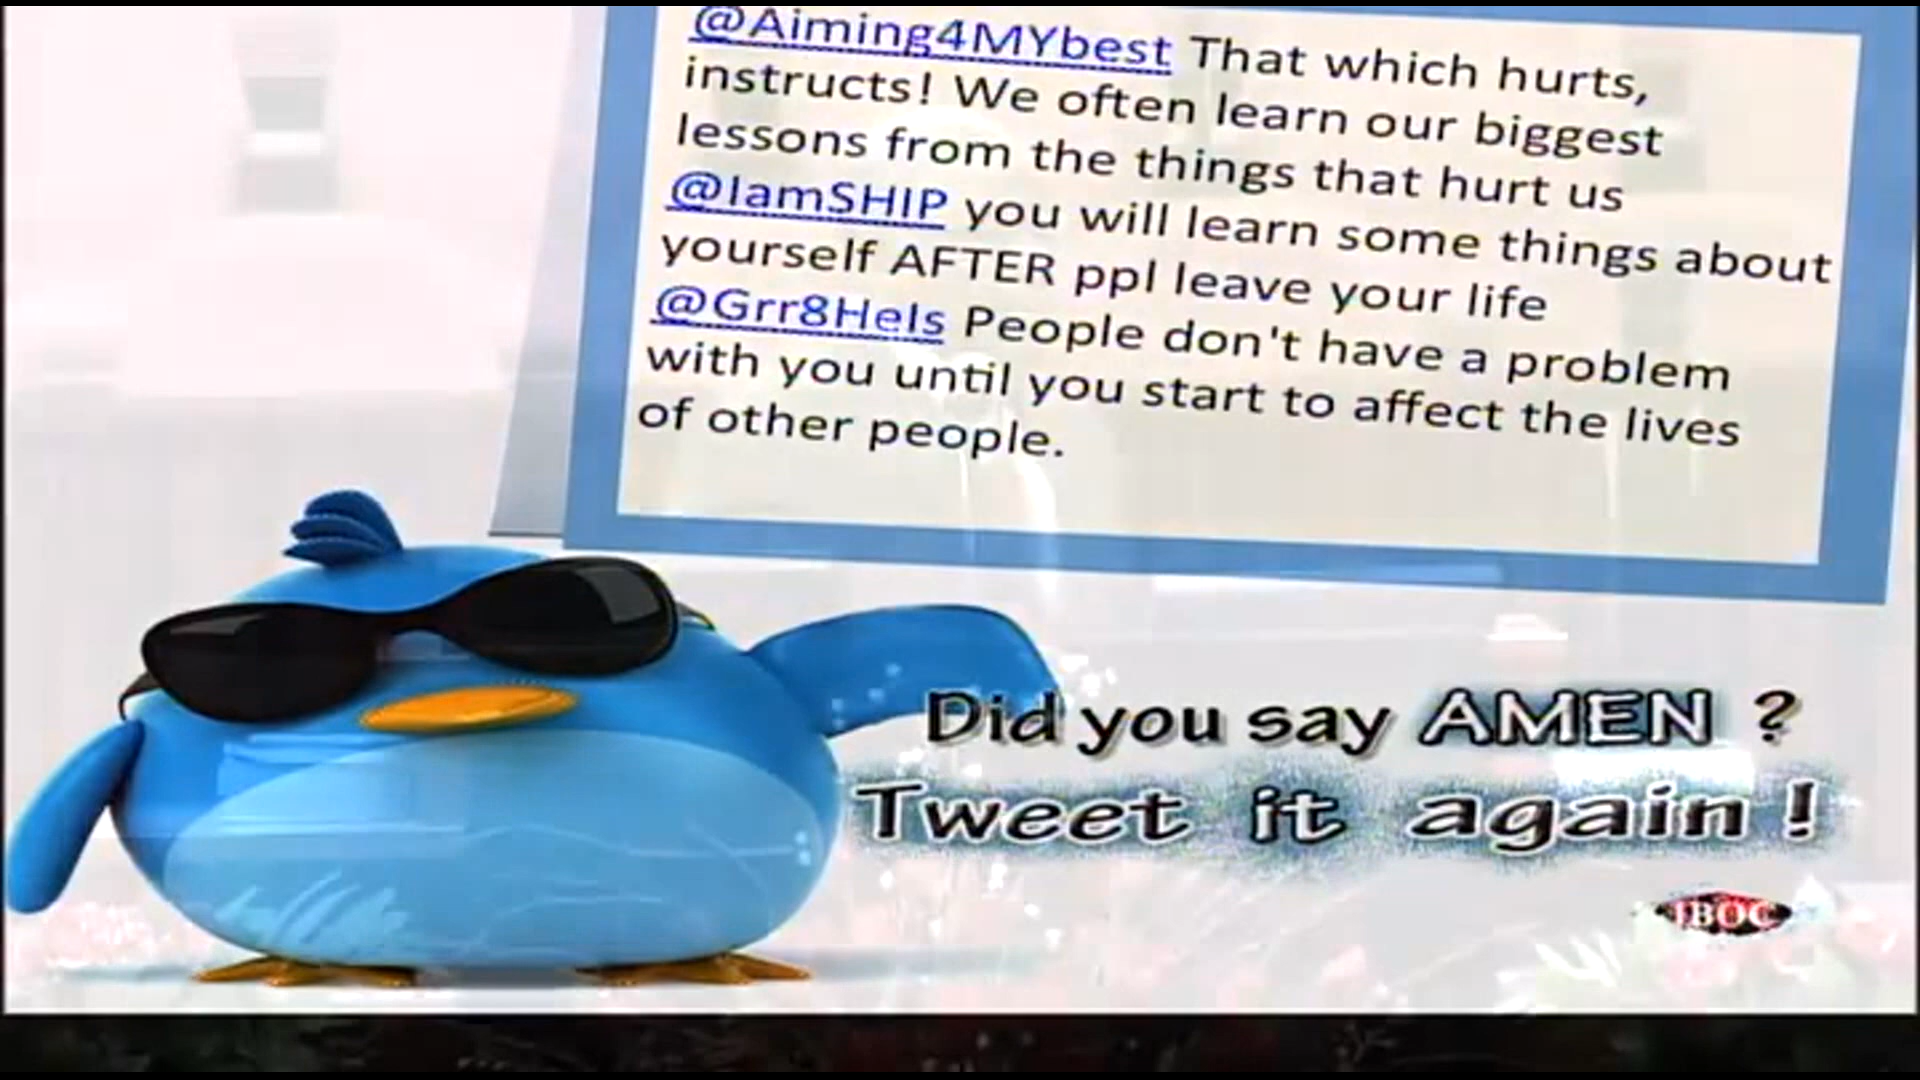 @Aiming4MYbest That which hurts,
instructs! We often learn our biggest
lessons from the things that hurt us
@IamSHIP you will learn some things about
yourself AFTER ppl leave your life
@Grr8Hels People don't have a problem
with you until you start to affect the lives
of other people.
Did you say AMEN ?
Tweet it again !
IBOC